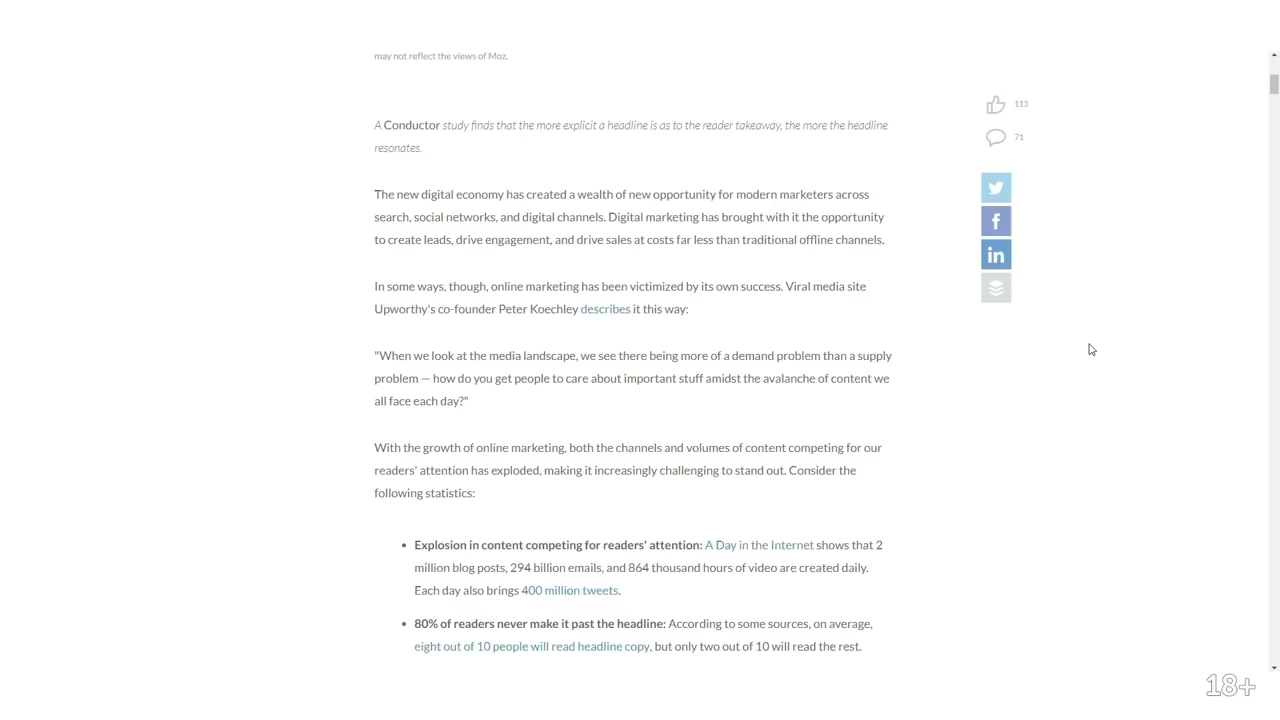 may not reflect the views of Moz.
A Conductor study finds that the more explicit a headline is as to the reader takeaway, the more the headline
resonates.
113
71
The new digital economy has created a wealth of new opportunity for modern marketers across
search, social networks, and digital channels. Digital marketing has brought with it the opportunity
to create leads, drive engagement, and drive sales at costs far less than traditional offline channels.
In some ways, though, online marketing has been victimized by its own success. Viral media site
Upworthy's co-founder Peter Koechley describes it this way:
"When we look at the media landscape, we see there being more of a demand problem than a supply
problem — how do you get people to care about important stuff amidst the avalanche of content we
all face each day?"
With the growth of online marketing, both the channels and volumes of content competing for our
readers' attention has exploded, making it increasingly challenging to stand out. Consider the
following statistics:
• Explosion in content competing for readers' attention: A Day in the Internet shows that 2
million blog posts, 294 billion emails, and 864 thousand hours of video are created daily.
Each day also brings 400 million tweets.
• 80% of readers never make it past the headline: According to some sources, on average,
eight out of 10 people will read headline copy, but only two out of 10 will read the rest.
18+